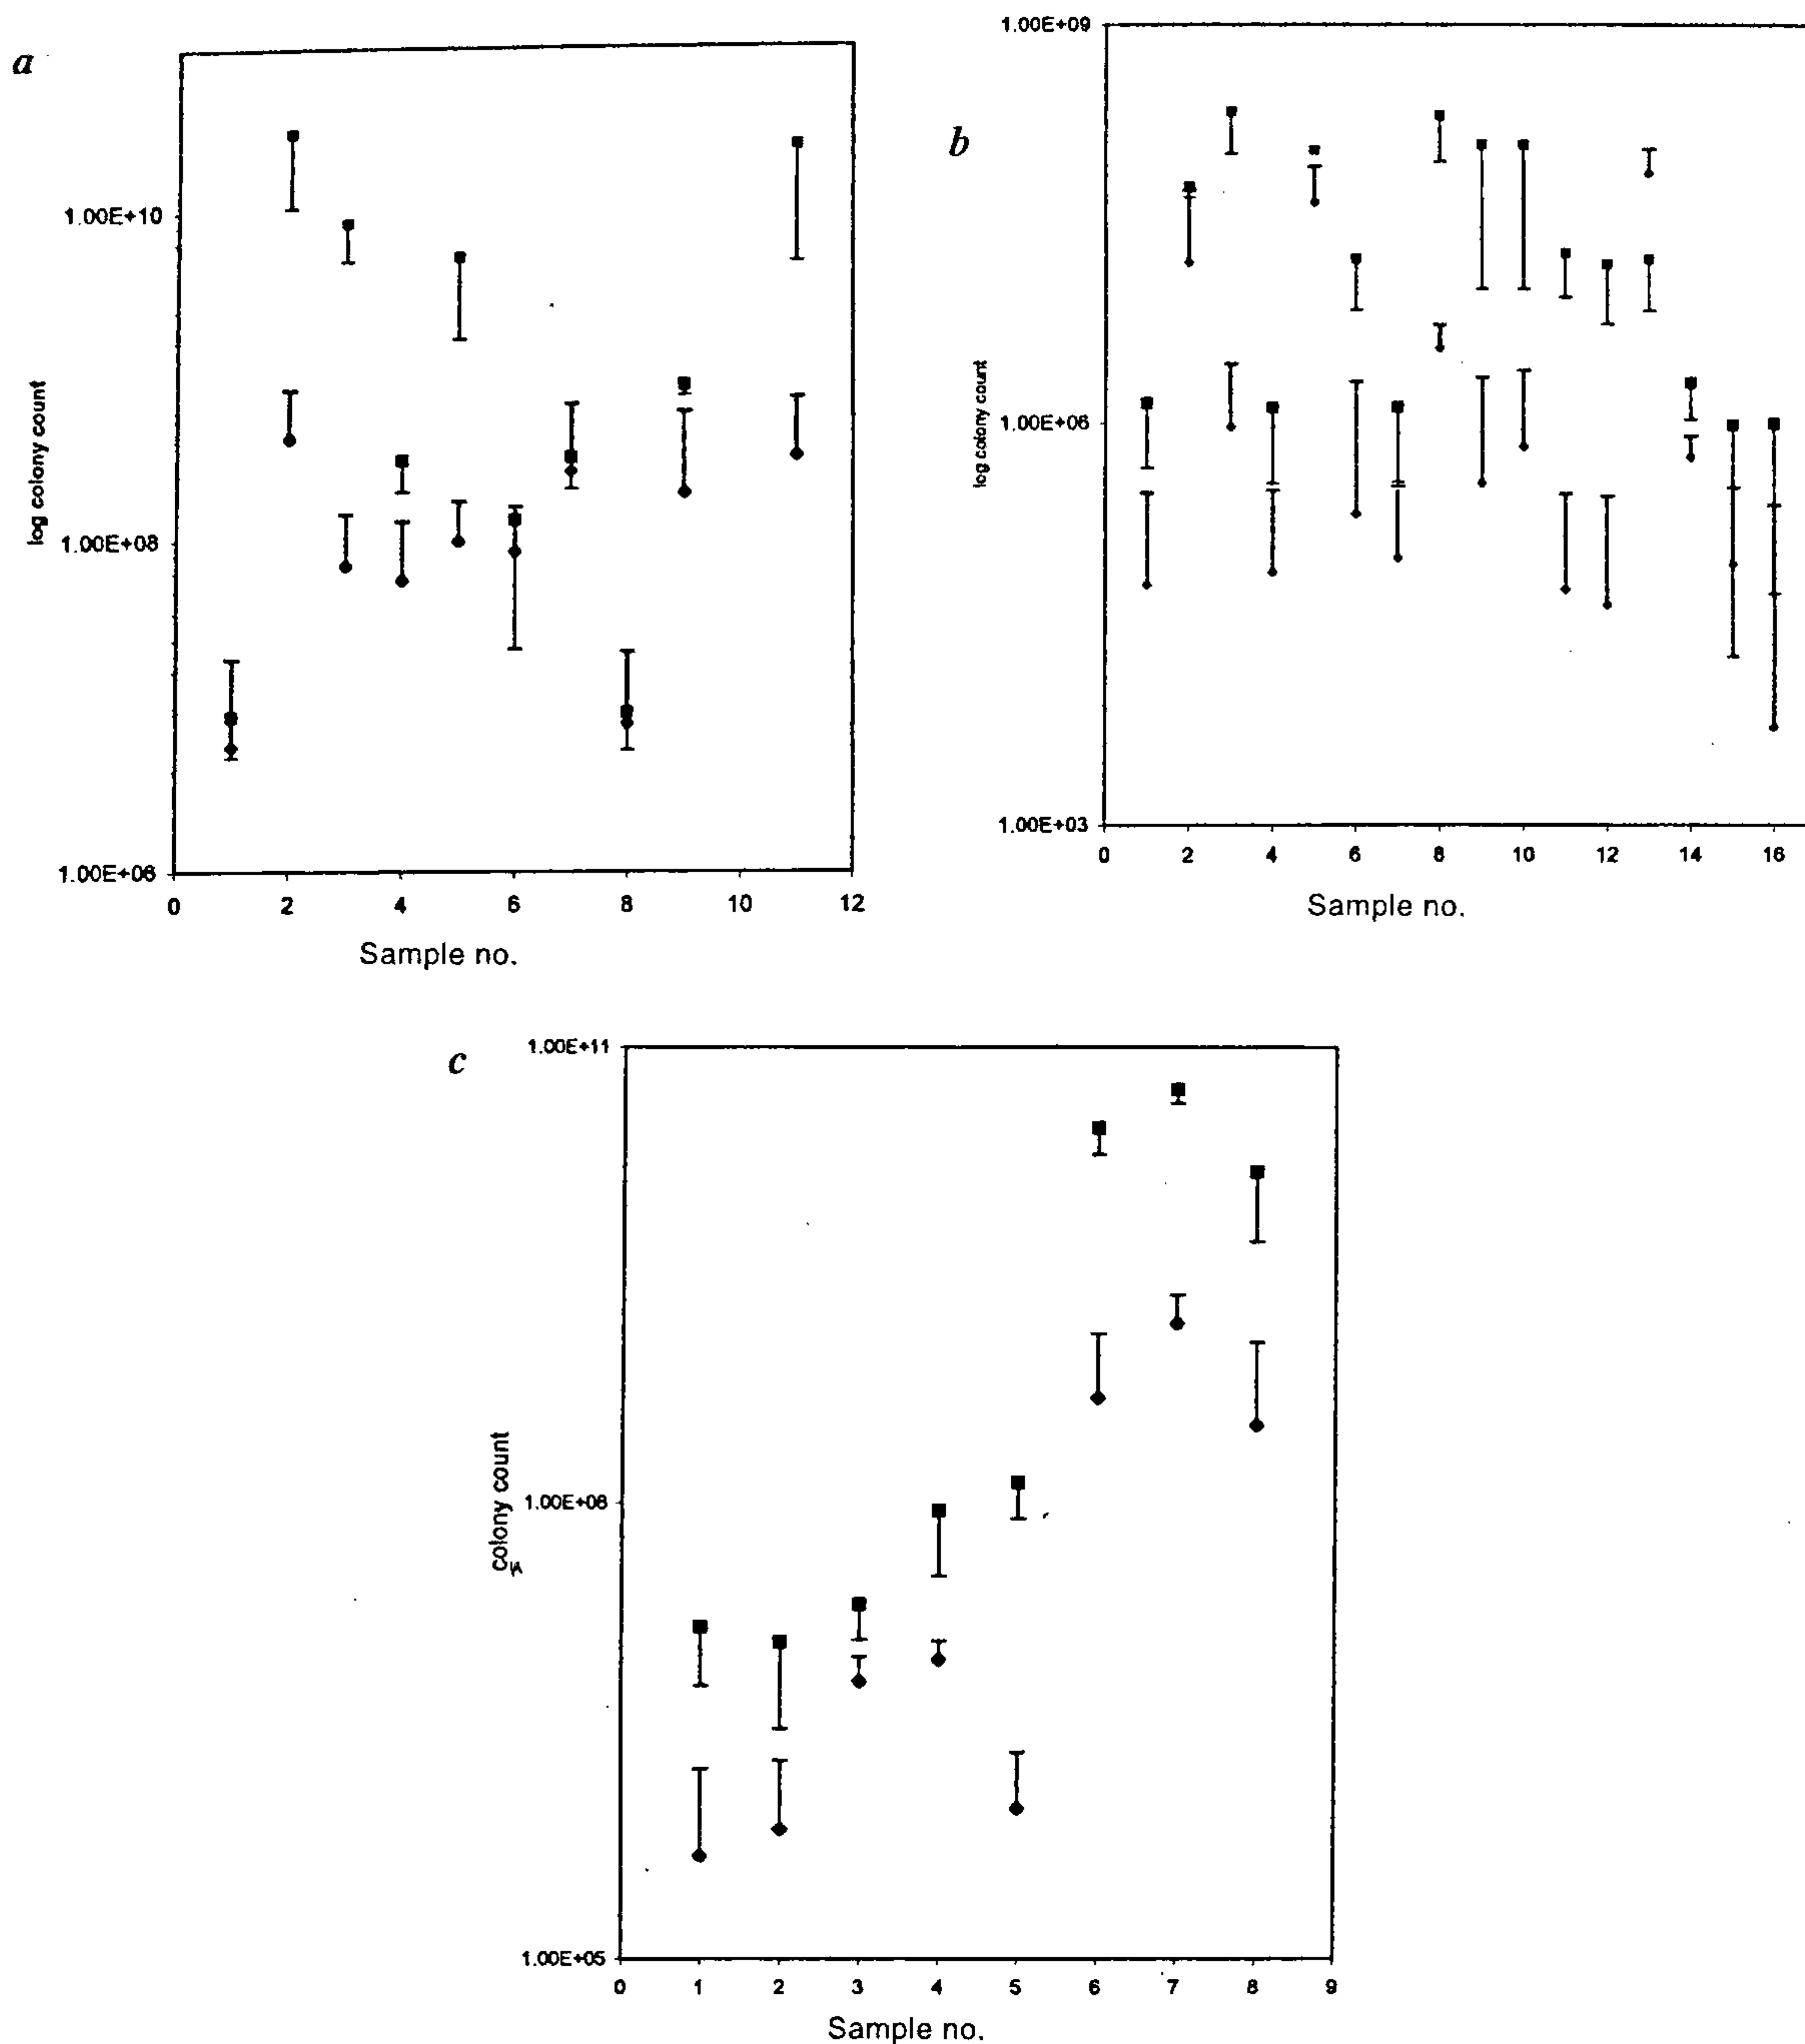 a
1.00E+10
1.00E+08
1.00E+06
log colony count
0 2 4 6 8 10 12
Sample no.
b
1.00E+09
1.00E+06
1.00E+03
log colony count
0 2 4 6 8 10 12 14 16
Sample no.
c
1.00E+11
1.00E+08
1.00E+05
colony count
0 1 2 3 4 5 6 7 8 9
Sample no.